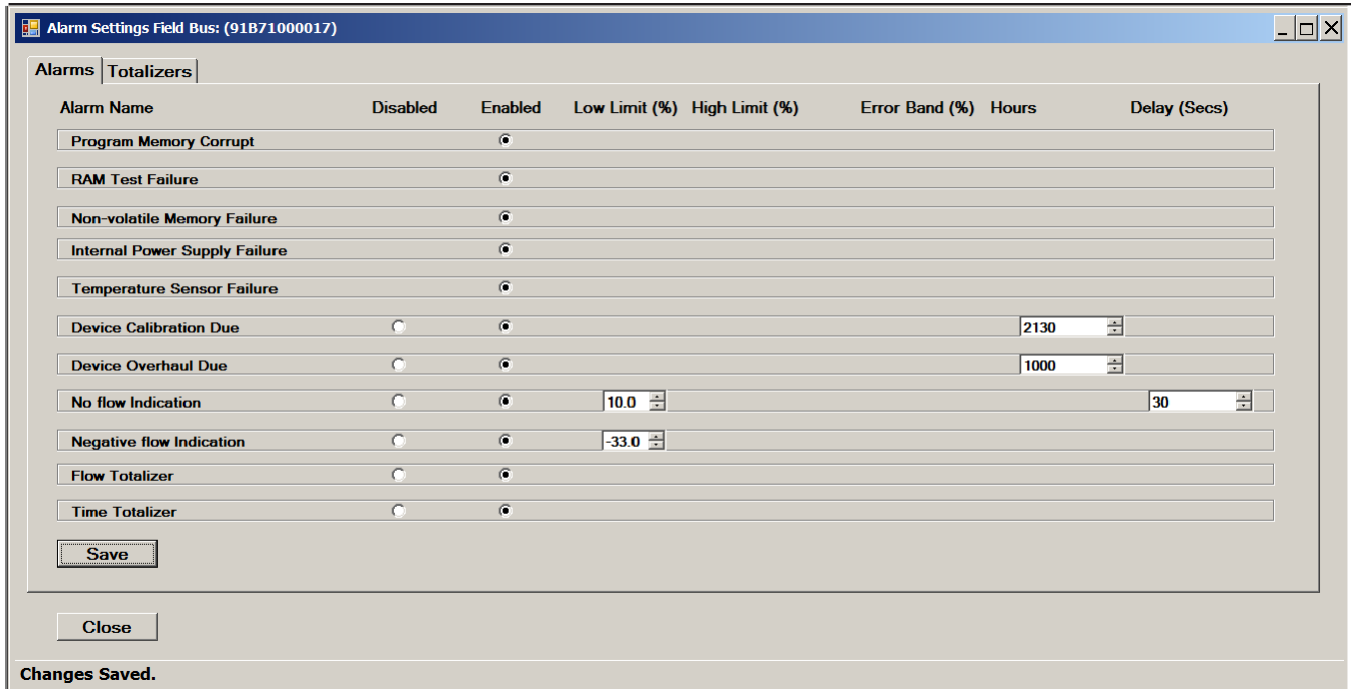 Alarm Settings Field Bus: (91B71000017)
Alarms Totalizers
Alarm Name Disabled Enabled Low Limit (%) High Limit (%) Error Band (%) Hours Delay (Secs)
Program Memory Corrupt
RAM Test Failure
Non-volatile Memory Failure
Internal Power Supply Failure
Temperature Sensor Failure
Device Calibration Due 2130
Device Overhaul Due 1000
No flow Indication 10.0 30
Negative flow Indication -33.0
Flow Totalizer
Time Totalizer
Save
Close
Changes Saved.